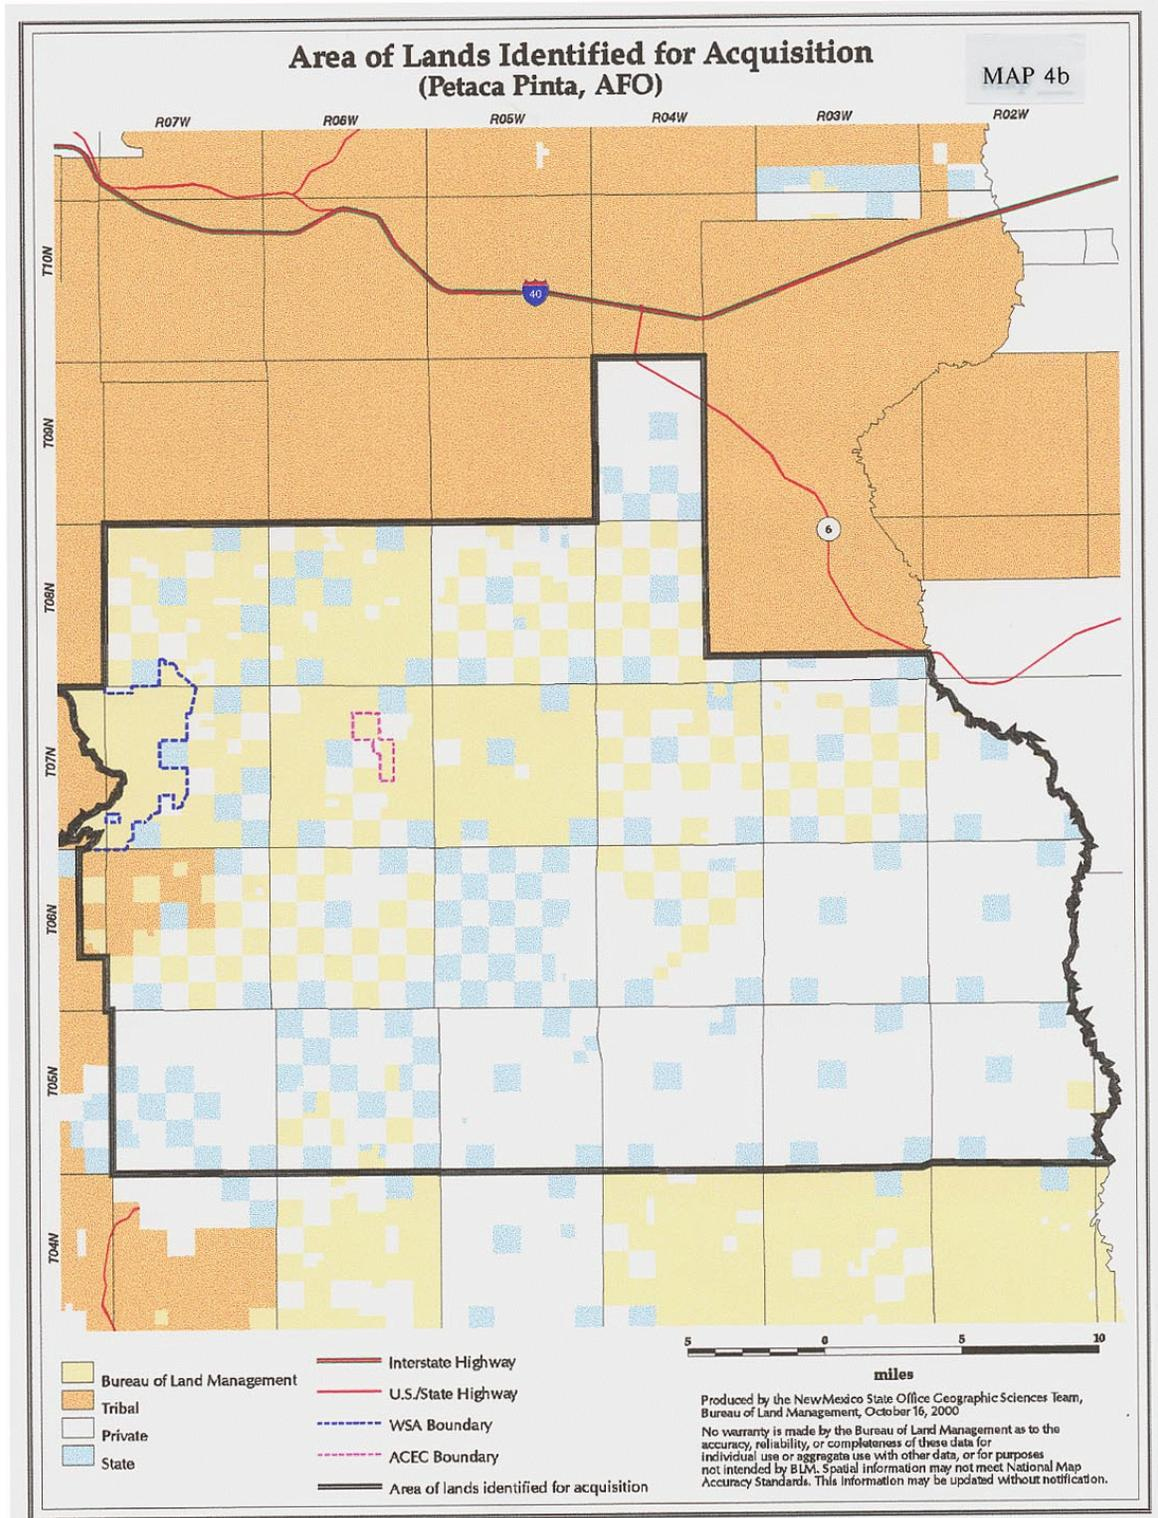 Area of Lands Identified for Acquisition
(Petaca Pinta, AFO)
MAP 4b
R07W R06W R05W R04W R03W R02W
T10N
40
T09N
6
T08N
T07N
T06N
T05N
T04N
Bureau of Land Management
Tribal
Private
State
Interstate Highway
U.S./State Highway
WSA Boundary
ACEC Boundary
Area of lands identified for acquisition
5 0 5 10
miles
Produced by the New Mexico State Office Geographic Sciences Team,
Bureau of Land Management, October 16, 2000
No warranty is made by the Bureau of Land Management as to the
accuracy, reliability, or completeness of these data for
individual use or aggregate use with other data, or for purposes
not intended by BLM. Spatial information may not meet National Map
Accuracy Standards. This information may be updated without notification.